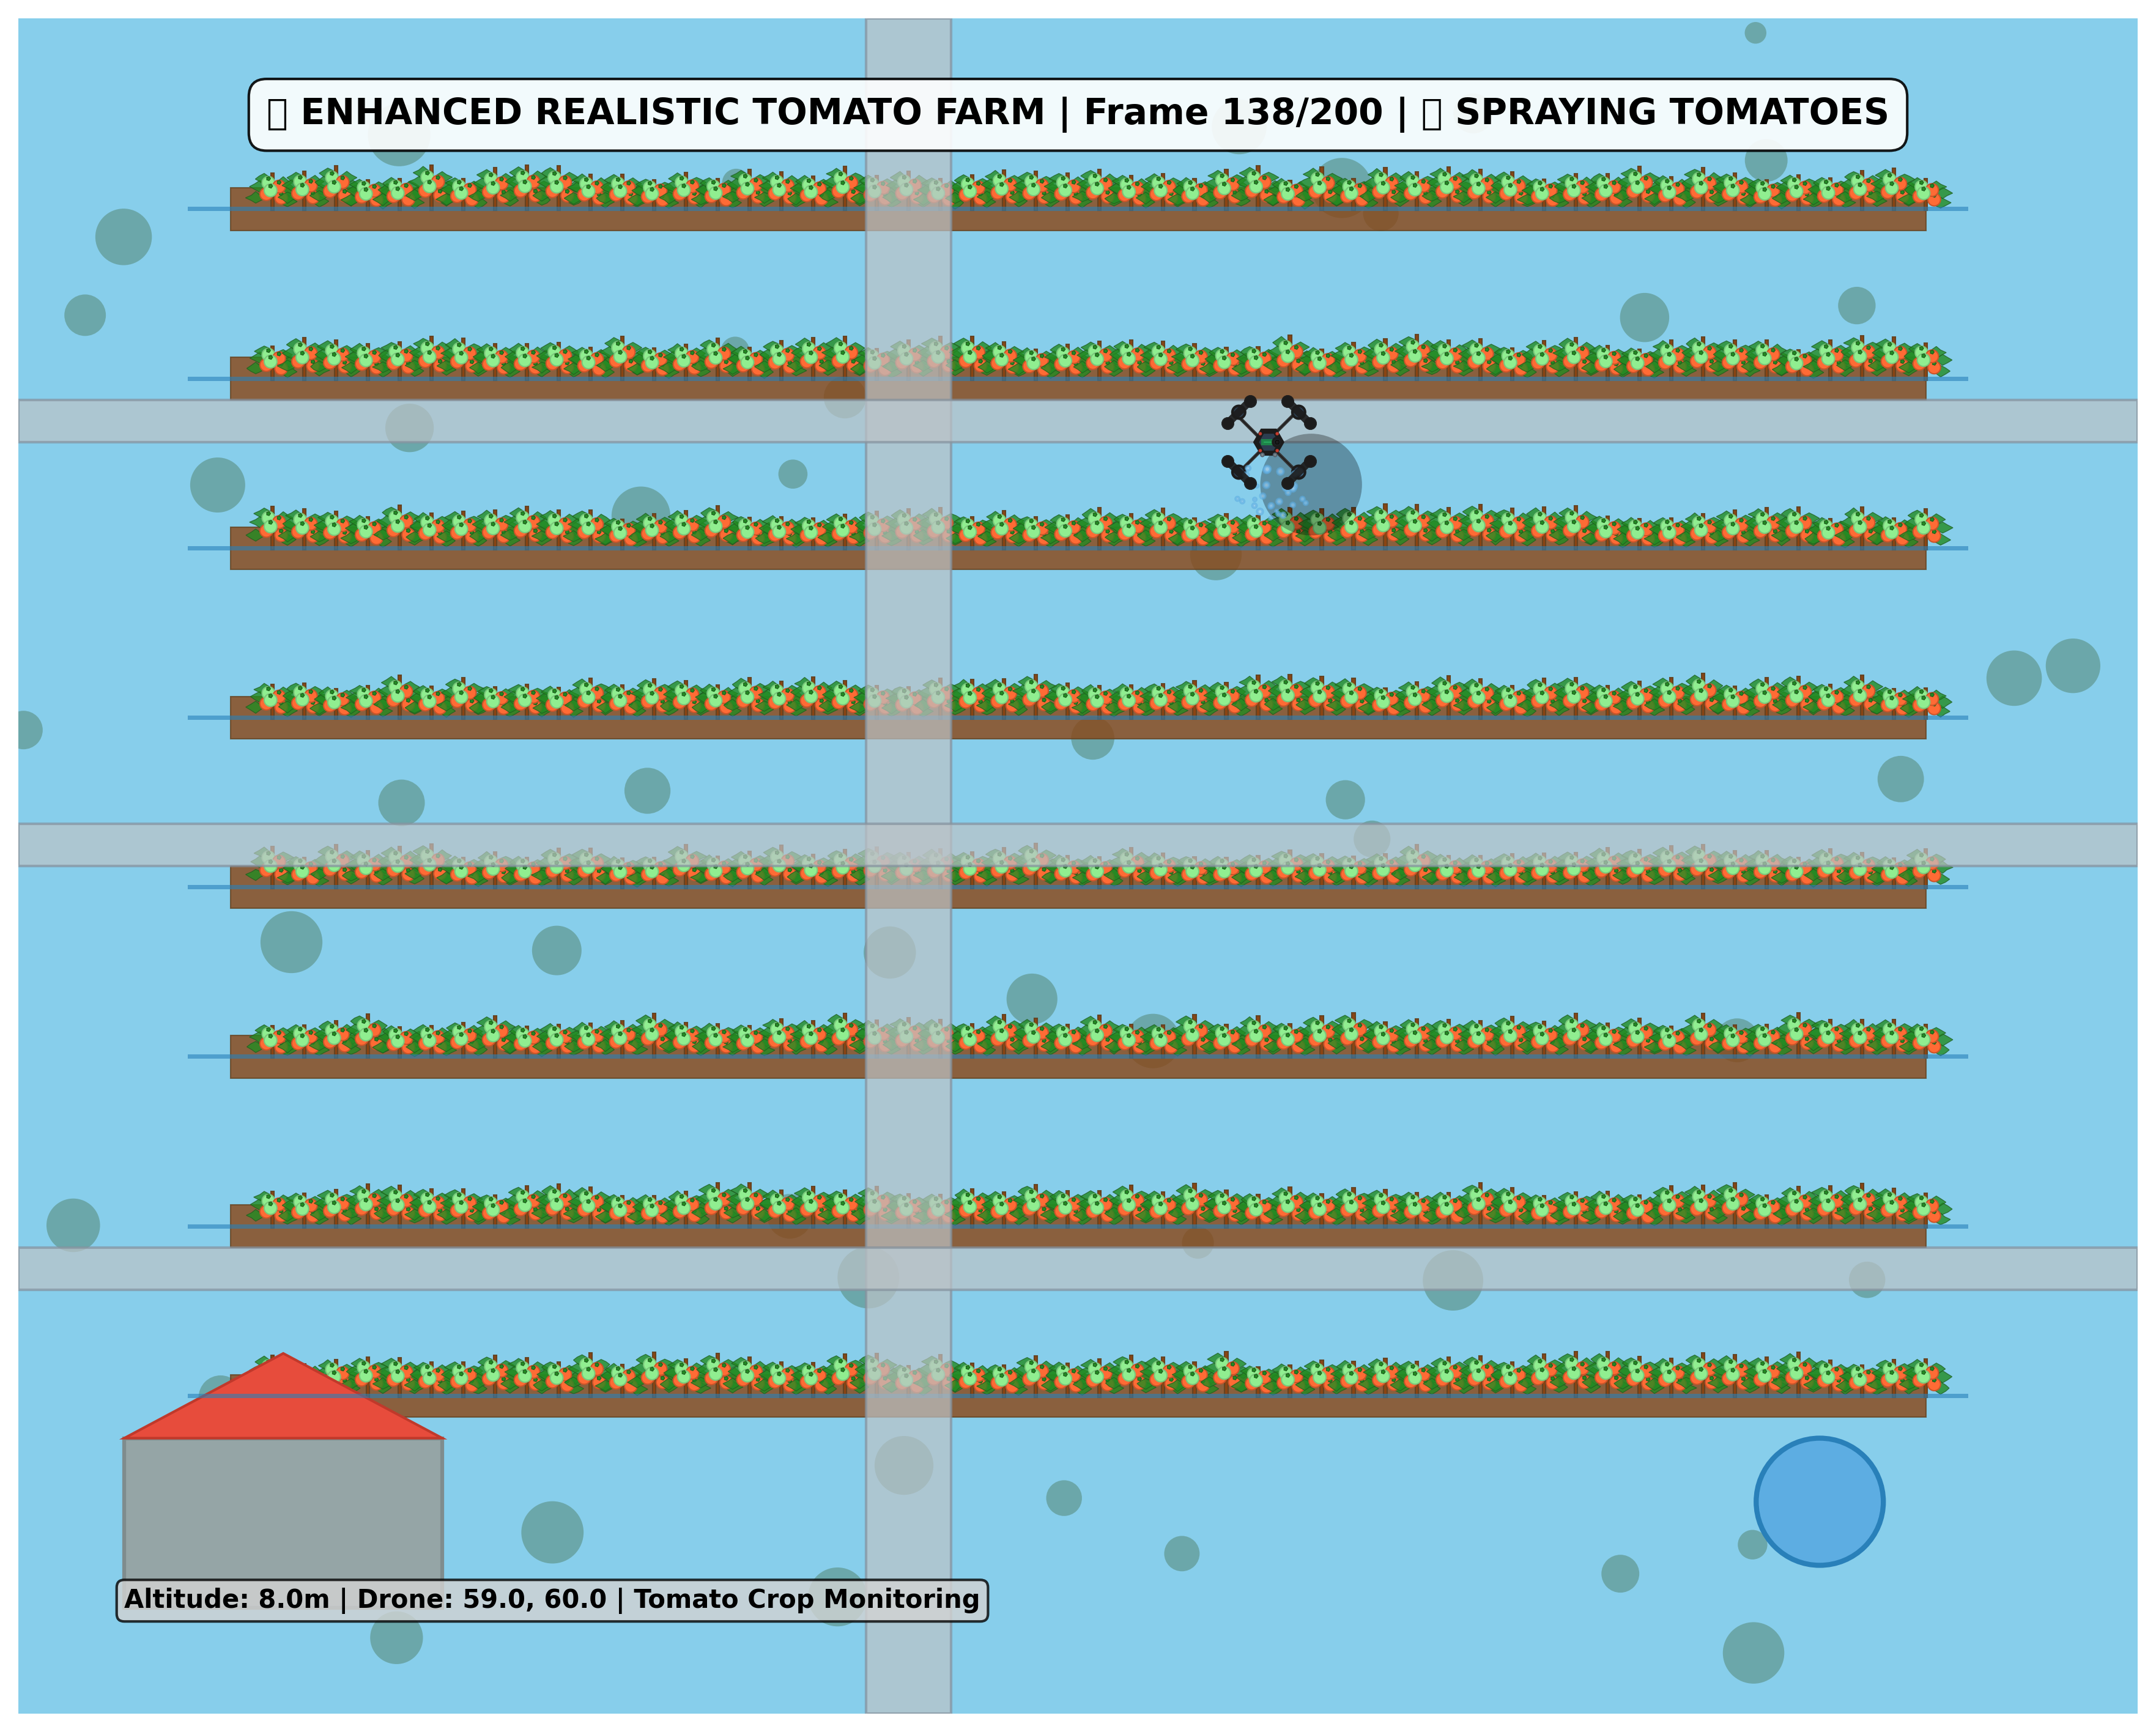 ▯ ENHANCED REALISTIC TOMATO FARM | Frame 138/200 | ▯ SPRAYING TOMATOES
Altitude: 8.0m | Drone: 59.0, 60.0 | Tomato Crop Monitoring